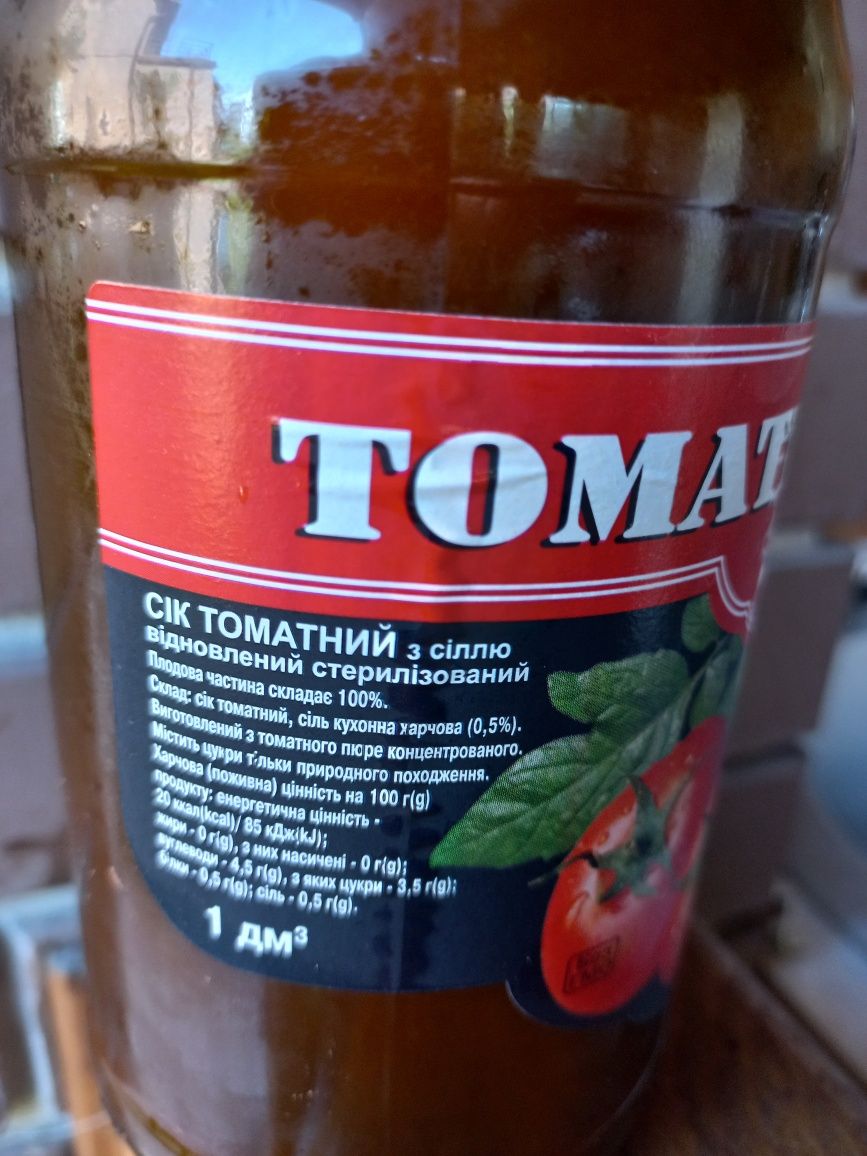 ТОМАТ
СІК ТОМАТНИЙ з сіллю
відновлений стерилізований
Плодова частина складає 100%.
Склад: сік томатний, сіль кухонна харчова (0,5%).
Виготовлений з томатного пюре концентрованого.
Містить цукри тільки природного походження.
Харчова (поживна) цінність на 100 г(g)
продукту: енергетична цінність -
20 ккал(kcal)/ 85 кДж(kJ);
жири - 0 г(g), з них насичені - 0 г(g);
вуглеводи - 4,5 г(g), з яких цукри - 3,5 г(g);
білки - 0,5 г(g); сіль - 0,5 г(g).
1 дм³